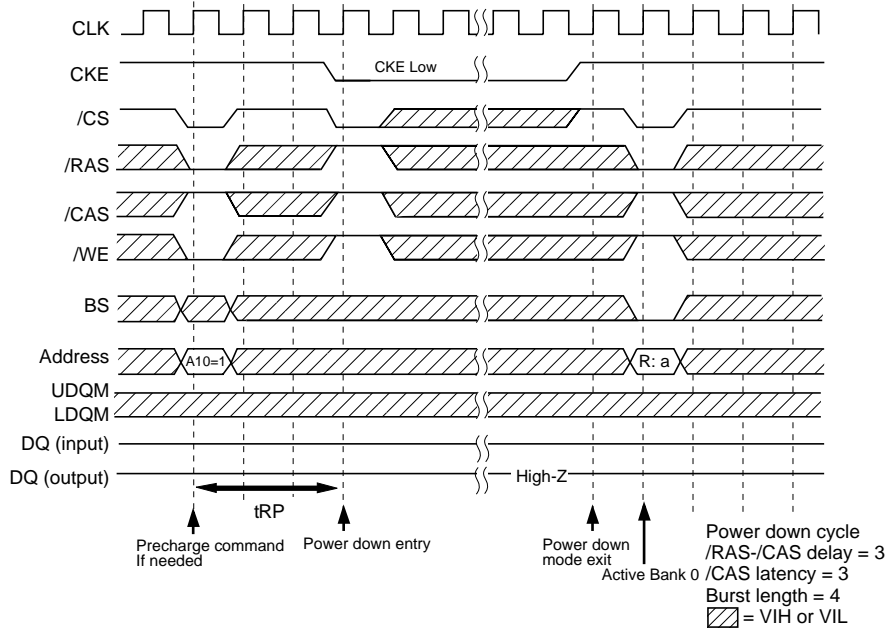 CLK
CKE
CKE Low
/CS
/RAS
/CAS
/WE
BS
Address
A10=1
R: a
UDQM
LDQM
DQ (input)
DQ (output)
High-Z
tRP
Precharge command
If needed
Power down entry
Power down
mode exit
Active Bank 0
Power down cycle
/RAS-/CAS delay = 3
/CAS latency = 3
Burst length = 4
= VIH or VIL